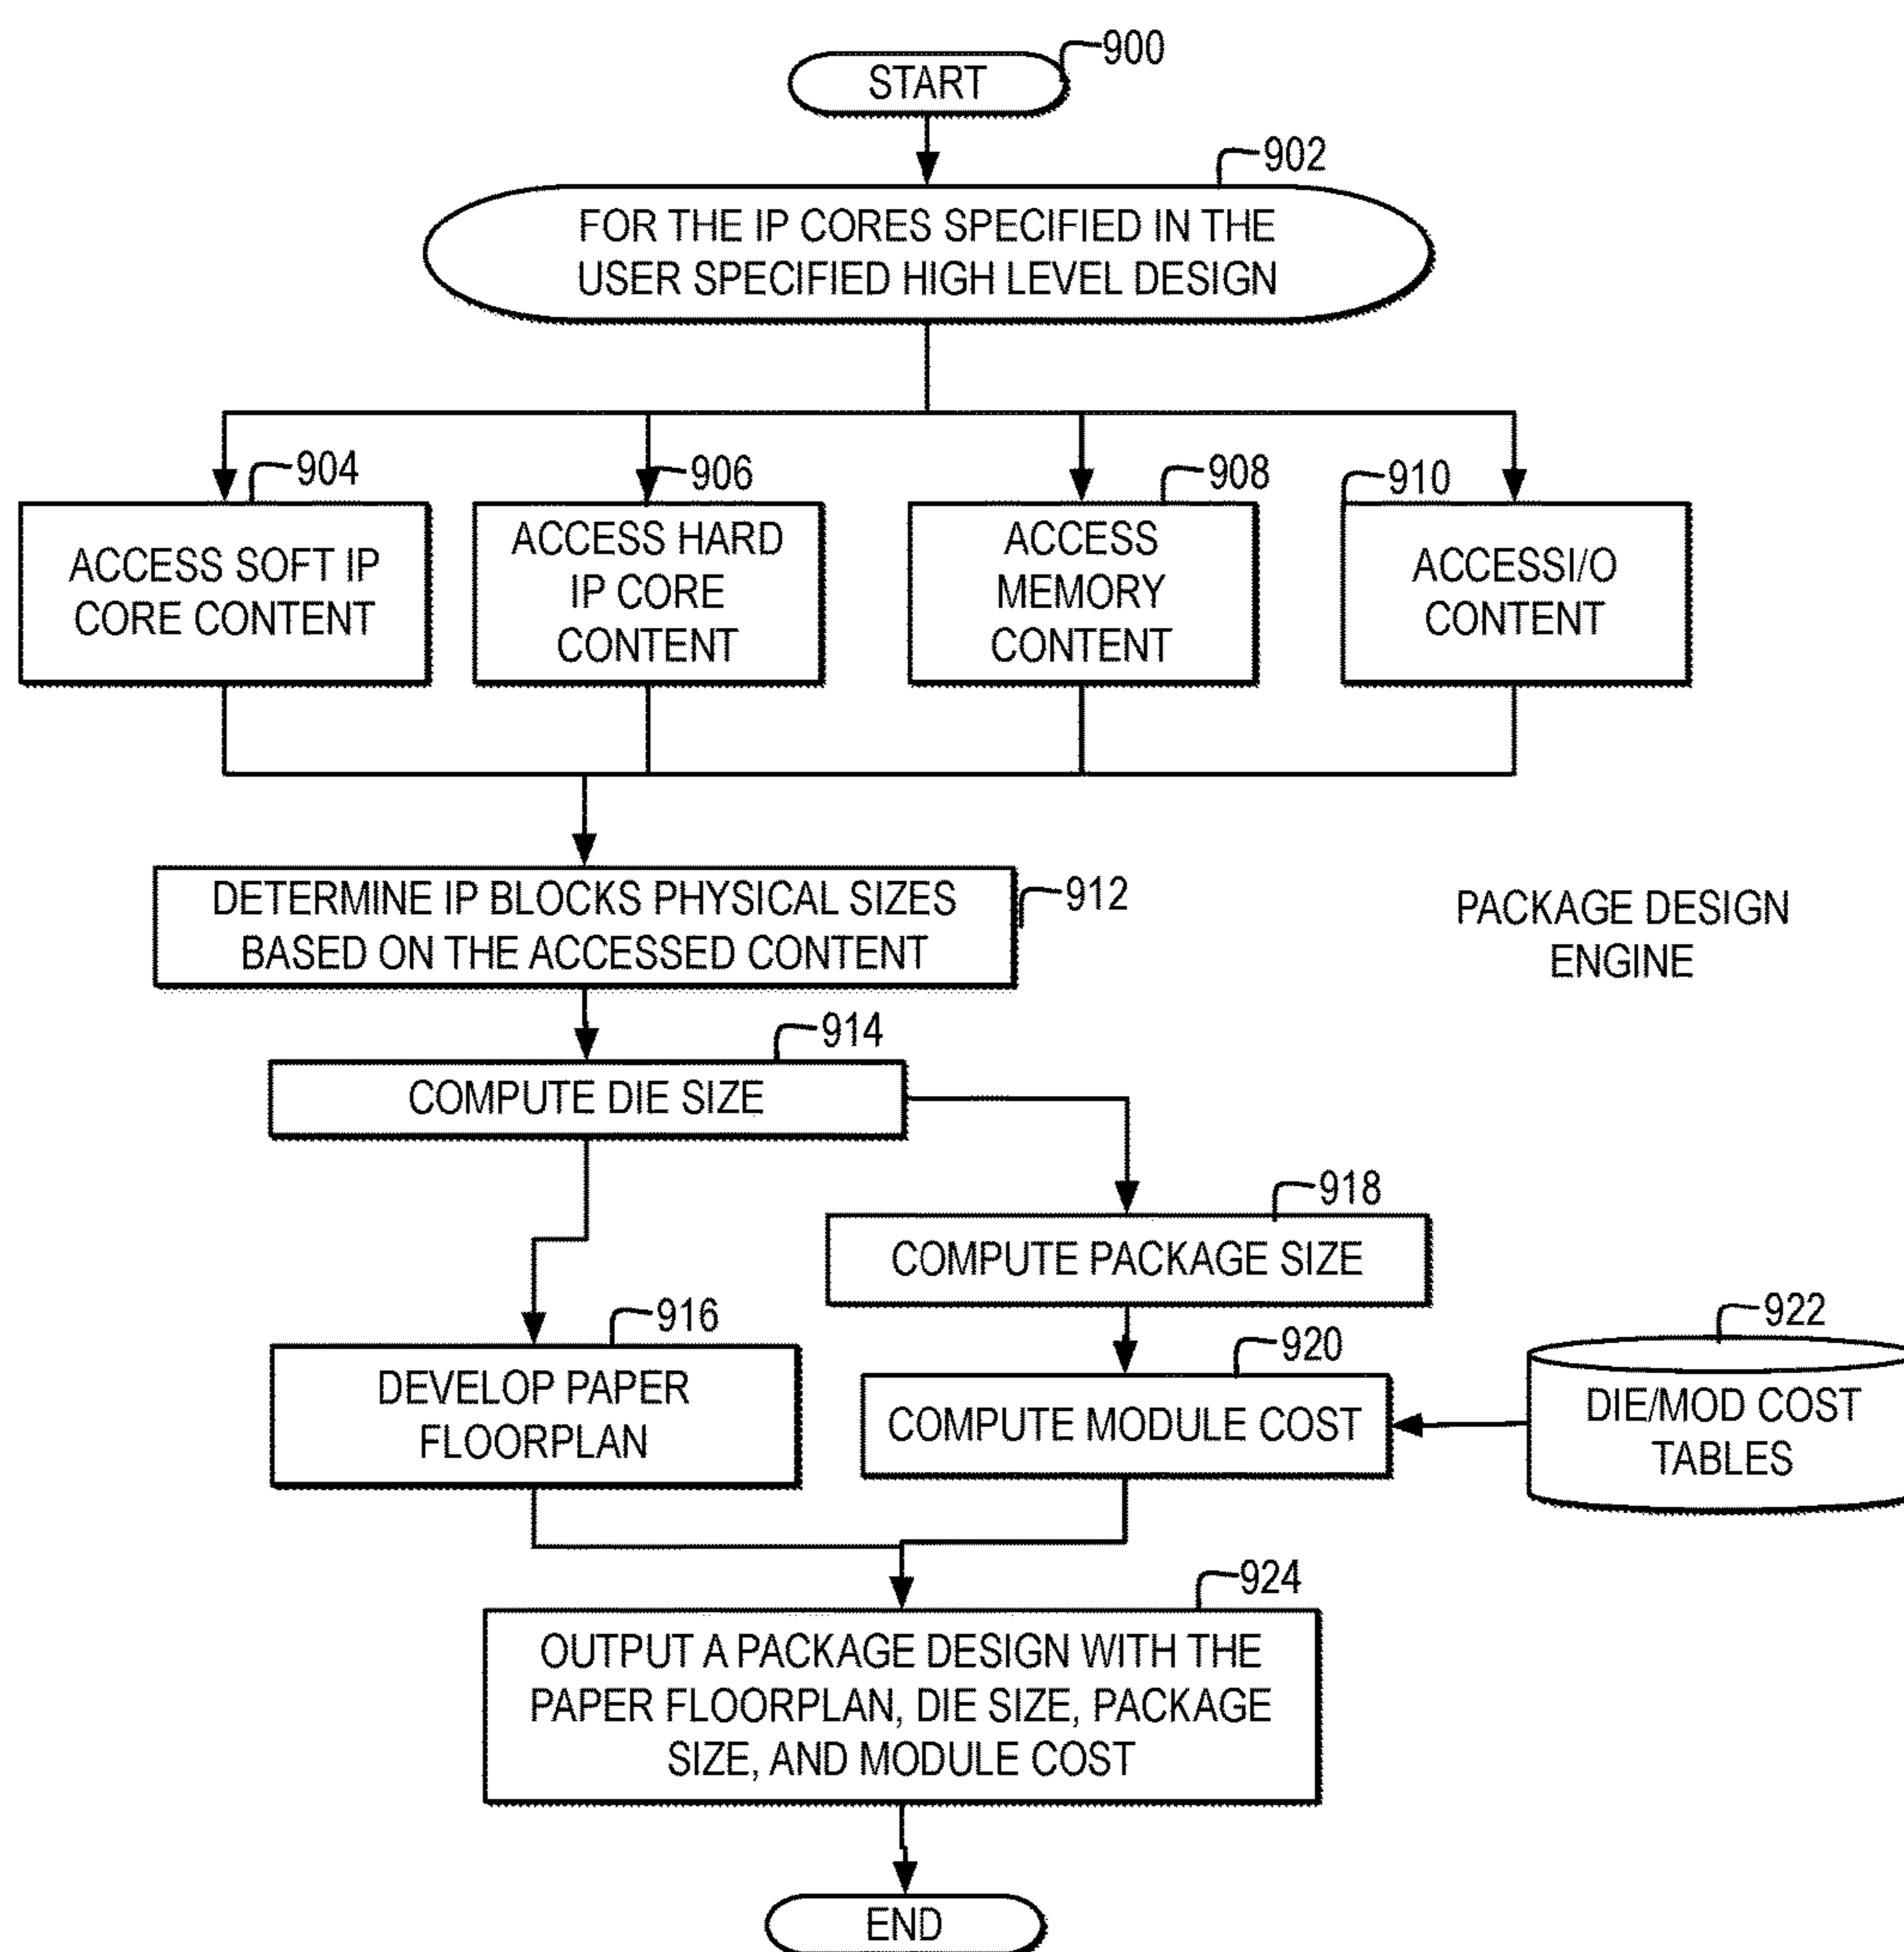 900
START
902
FOR THE IP CORES SPECIFIED IN THE
USER SPECIFIED HIGH LEVEL DESIGN
904
ACCESS SOFT IP
CORE CONTENT
906
ACCESS HARD
IP CORE
CONTENT
908
ACCESS
MEMORY
CONTENT
910
ACCESSI/O
CONTENT
DETERMINE IP BLOCKS PHYSICAL SIZES
BASED ON THE ACCESSED CONTENT
912
PACKAGE DESIGN
ENGINE
914
COMPUTE DIE SIZE
918
COMPUTE PACKAGE SIZE
916
DEVELOP PAPER
FLOORPLAN
920
COMPUTE MODULE COST
922
DIE/MOD COST
TABLES
924
OUTPUT A PACKAGE DESIGN WITH THE
PAPER FLOORPLAN, DIE SIZE, PACKAGE
SIZE, AND MODULE COST
END